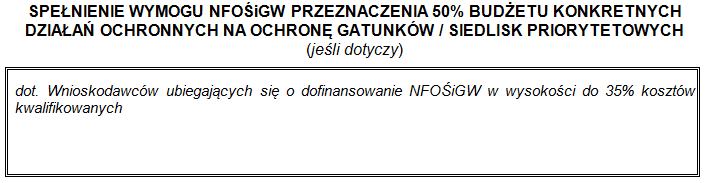 SPEŁNIENIE WYMOGU NFOŚiGW PRZEZNACZENIA 50% BUDŻETU KONKRETNYCH
DZIAŁAŃ OCHRONNYCH NA OCHRONĘ GATUNKÓW / SIEDLISK PRIORYTETOWYCH
(jeśli dotyczy)
dot. Wnioskodawców ubiegających się o dofinansowanie NFOŚiGW w wysokości do 35% kosztów
kwalifikowanych